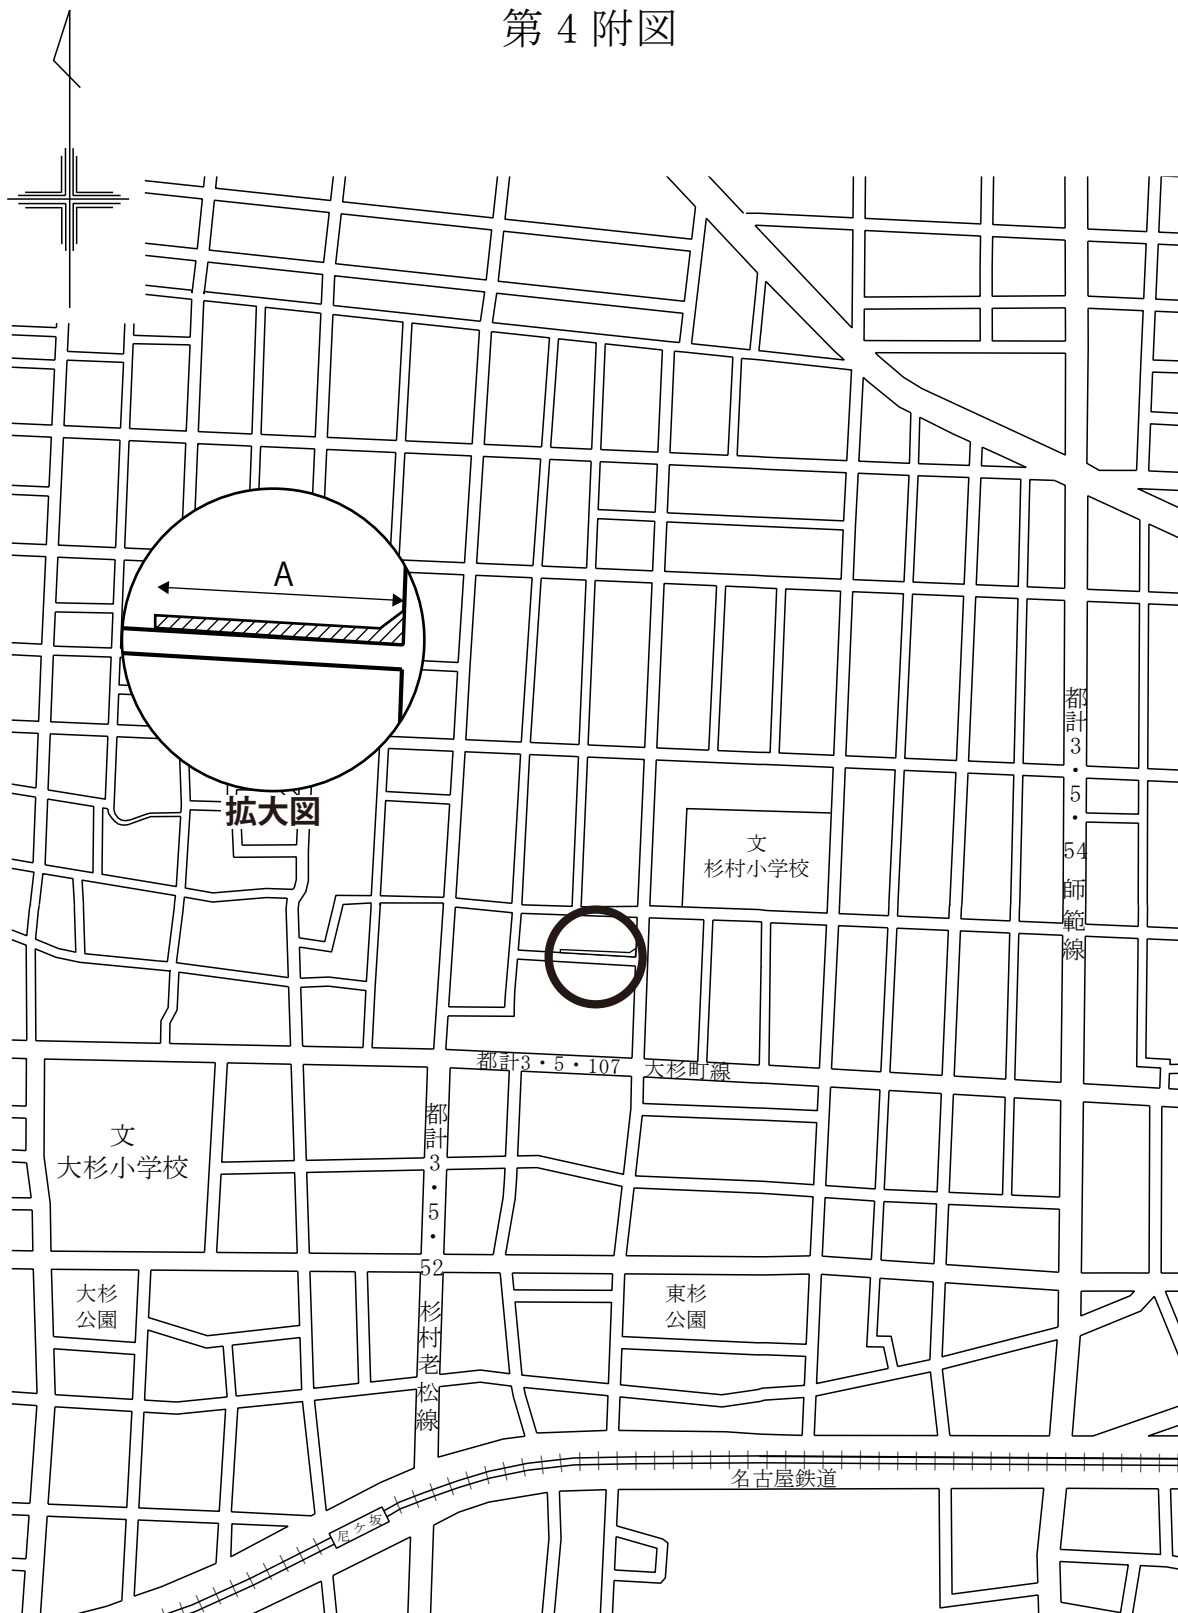 第 4 附図
A
拡大図
都計3・5・54 師範線
文
杉村小学校
都計3・5・107 大杉町線
都計3・5・52 杉村老松線
文
大杉小学校
大杉
公園
東杉
公園
名古屋鉄道
尼ケ坂